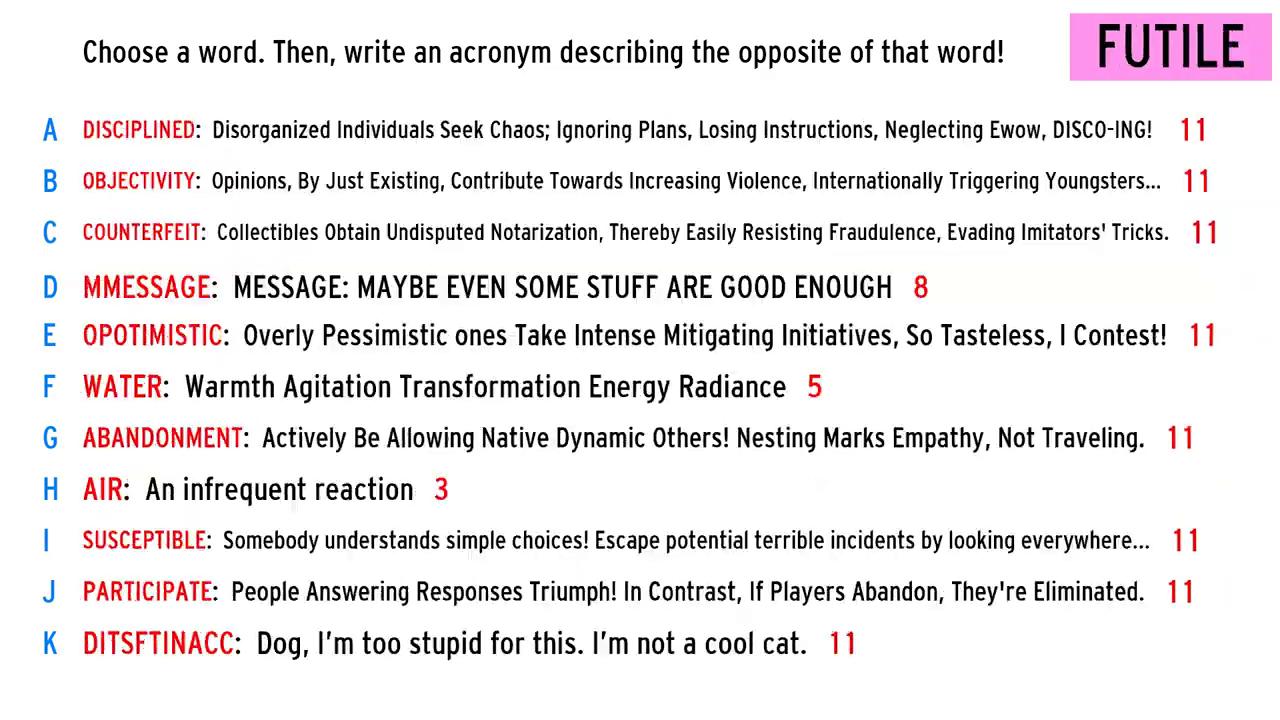 Choose a word. Then, write an acronym describing the opposite of that word!
FUTILE
A DISCIPLINED: Disorganized Individuals Seek Chaos; Ignoring Plans, Losing Instructions, Neglecting Ewow, DISCO-ING! 11
B OBJECTIVITY: Opinions, By Just Existing, Contribute Towards Increasing Violence, Internationally Triggering Youngsters... 11
C COUNTERFEIT: Collectibles Obtain Undisputed Notarization, Thereby Easily Resisting Fraudulence, Evading Imitators' Tricks. 11
D MMESSAGE: MESSAGE: MAYBE EVEN SOME STUFF ARE GOOD ENOUGH 8
E OPOTIMISTIC: Overly Pessimistic ones Take Intense Mitigating Initiatives, So Tasteless, I Contest! 11
F WATER: Warmth Agitation Transformation Energy Radiance 5
G ABANDONMENT: Actively Be Allowing Native Dynamic Others! Nesting Marks Empathy, Not Traveling. 11
H AIR: An infrequent reaction 3
I SUSCEPTIBLE: Somebody understands simple choices! Escape potential terrible incidents by looking everywhere... 11
J PARTICIPATE: People Answering Responses Triumph! In Contrast, If Players Abandon, They're Eliminated. 11
K DITSFTINACC: Dog, I'm too stupid for this. I'm not a cool cat. 11